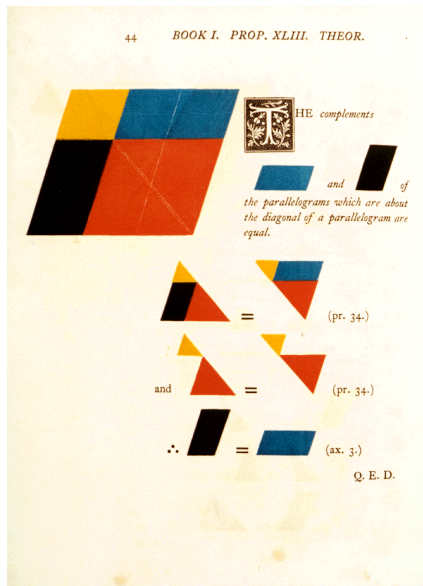 44 BOOK I. PROP. XLIII. THEOR.
THE complements
and of
the parallelograms which are about
the diagonal of a parallelogram are
equal.
= (pr. 34.)
and = (pr. 34.)
∴ = (ax. 3.)
Q. E. D.